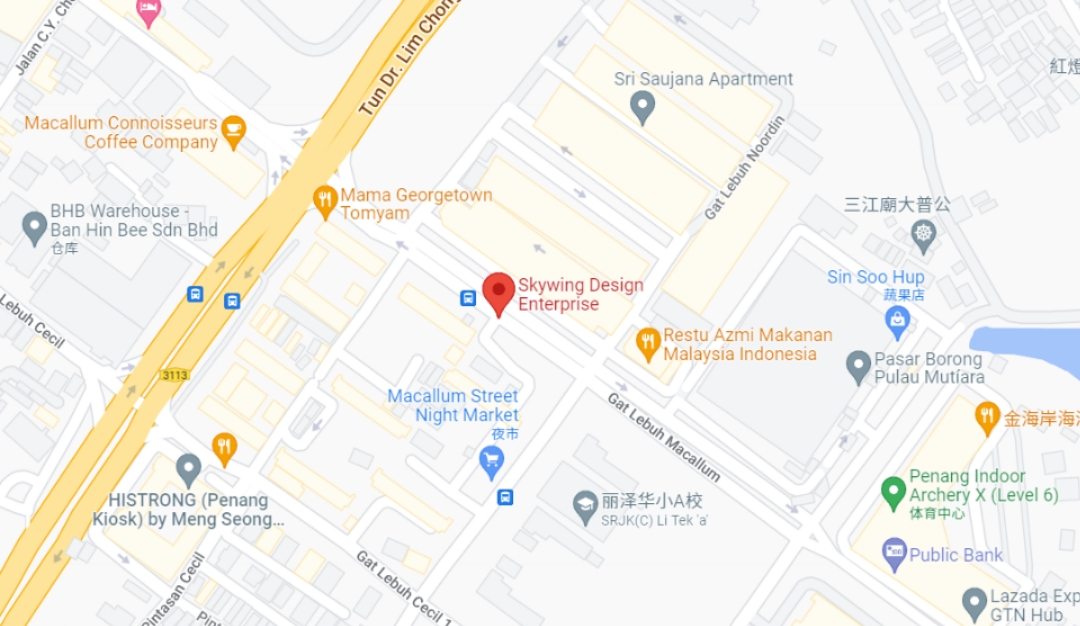 Jalan C.Y. Ch
Tun Dr. Lim Chong
Sri Saujana Apartment
紅燈
Macallum Connoisseurs
Coffee Company
Gat Lebuh Noordin
Mama Georgetown
Tomyam
BHB Warehouse -
Ban Hin Bee Sdn Bhd
仓库
三江廟大普公
Sin Soo Hup
蔬果店
Skywing Design
Enterprise
Lebuh Cecil
Restu Azmi Makanan
Malaysia Indonesia
Pasar Borong
Pulau Mutiara
3113
Macallum Street
Night Market
夜市
Gat Lebuh Macallum
金海岸海
HISTRONG (Penang
Kiosk) by Meng Seong...
丽泽华小A校
SRJK(C) Li Tek 'a'
Penang Indoor
Archery X (Level 6)
体育中心
Public Bank
Pintasan Cecil
Gat Lebuh Cecil 1
Pint
Lazada Exp
GTN Hub